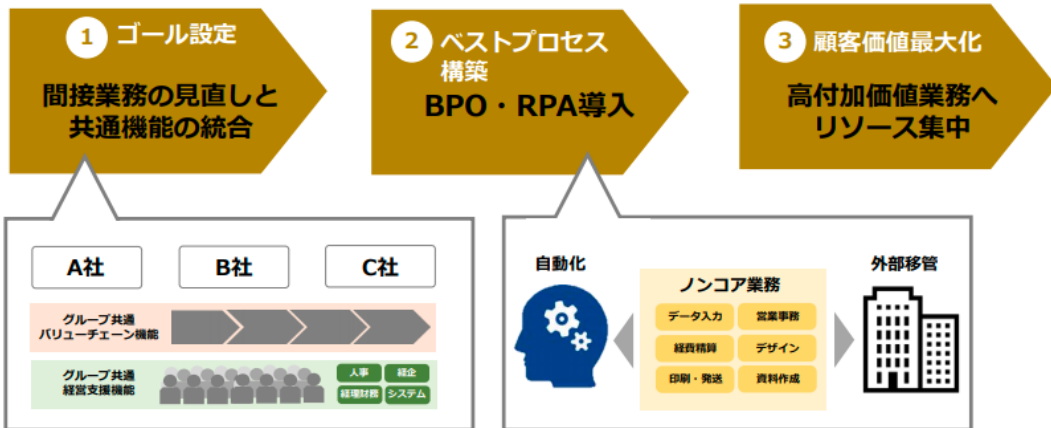 1 ゴール設定
間接業務の見直しと
共通機能の統合
2 ベストプロセス
構築
BPO・RPA導入
3 顧客価値最大化
高付加価値業務へ
リソース集中
A社
B社
C社
グループ共通
バリューチェーン機能
グループ共通
経営支援機能
人事
経企
経理財務
システム
自動化
ノンコア業務
データ入力
営業事務
経費精算
デザイン
印刷・発送
資料作成
外部移管